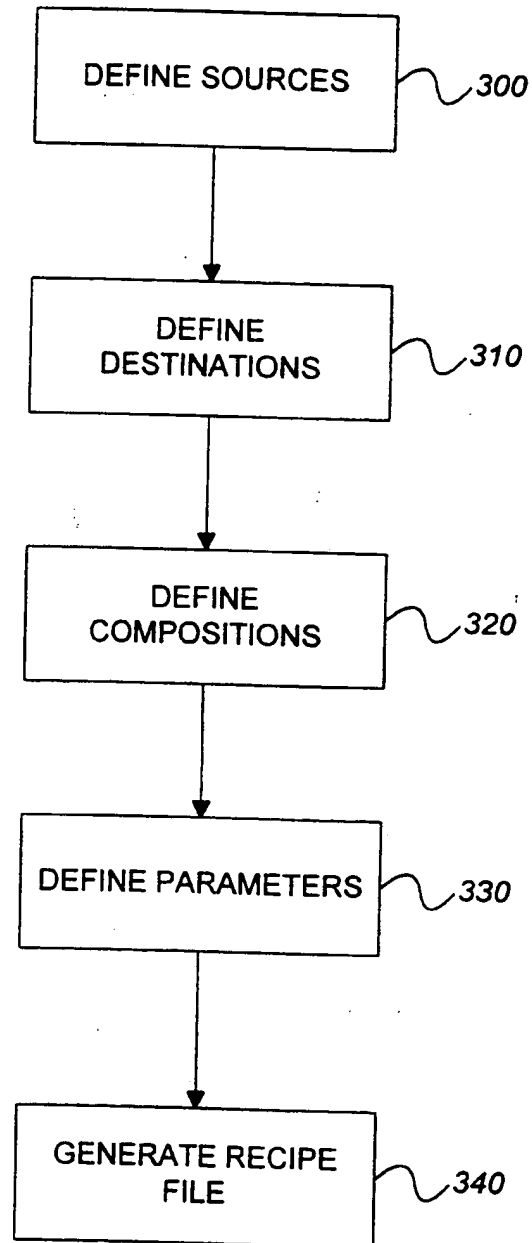 DEFINE SOURCES
300
DEFINE
DESTINATIONS
310
DEFINE
COMPOSITIONS
320
DEFINE PARAMETERS
330
GENERATE RECIPE
FILE
340